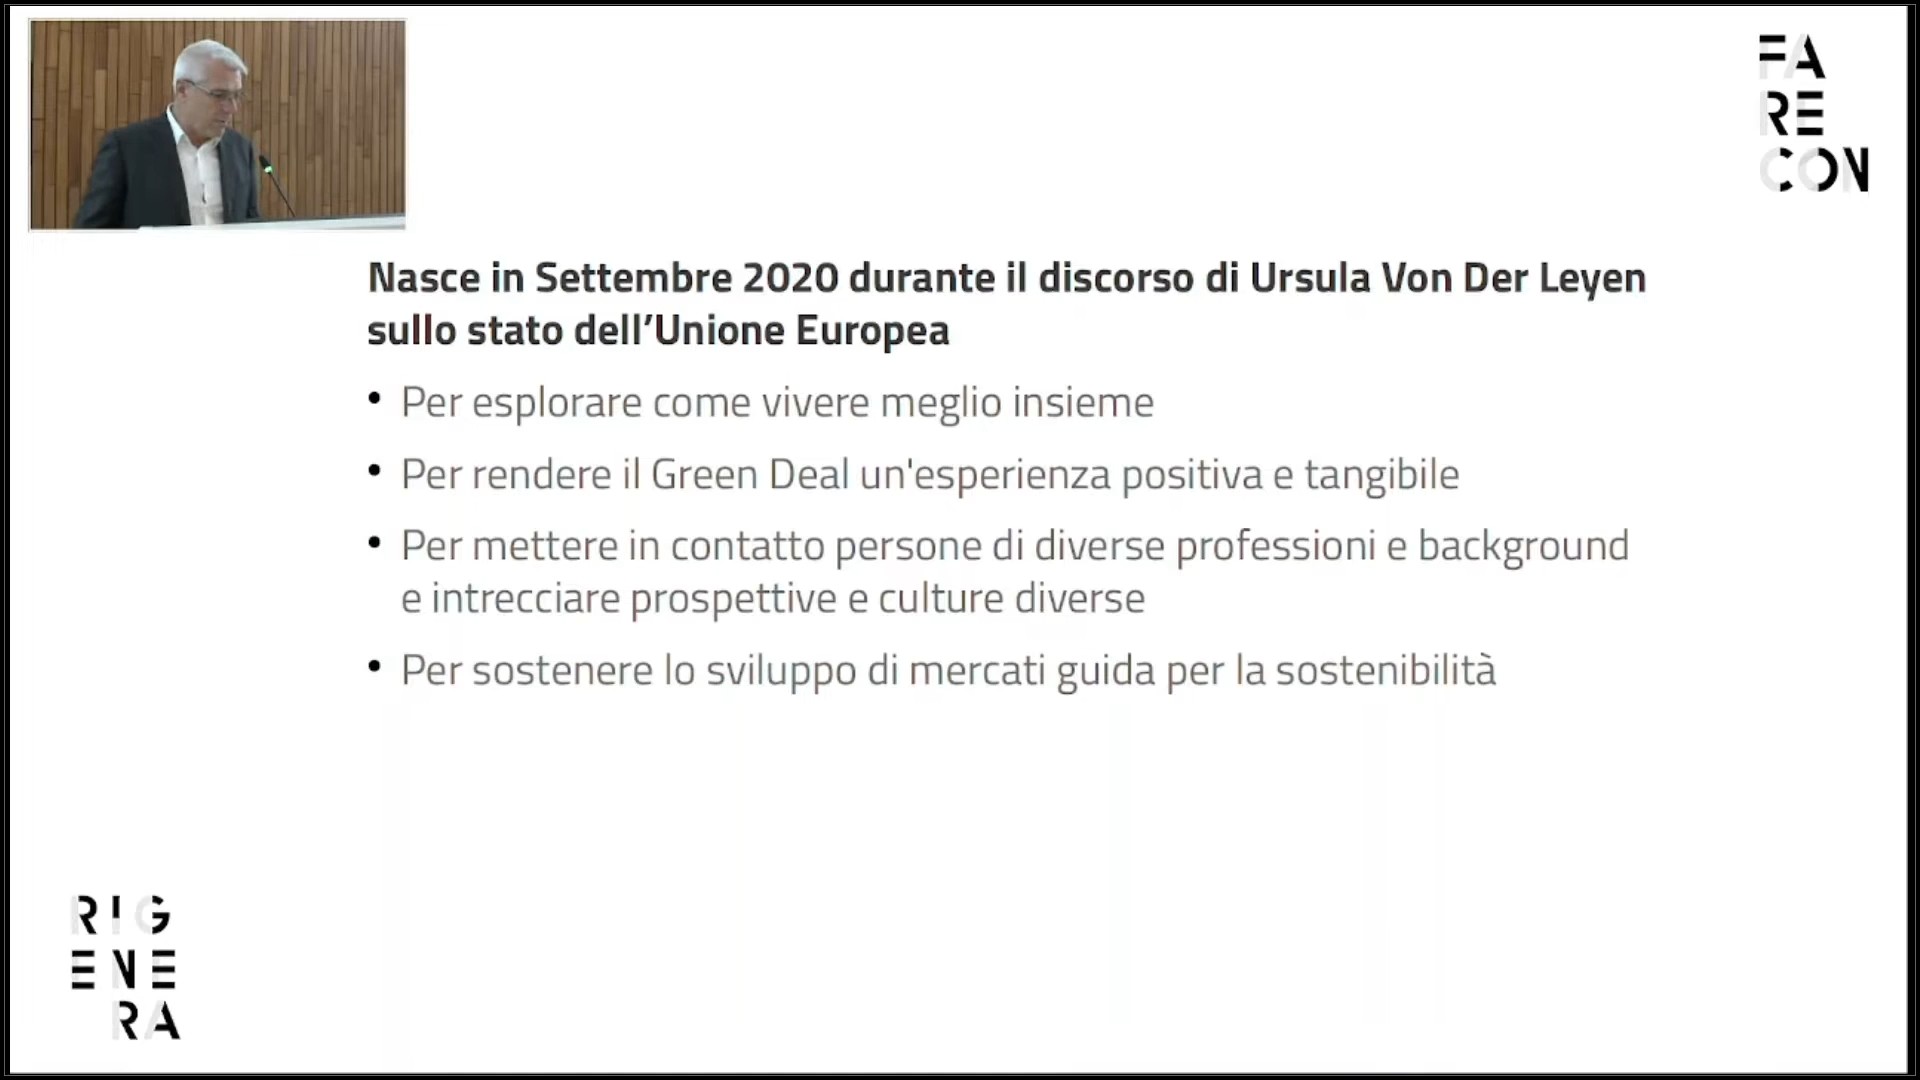 FA
RE
CON
Nasce in Settembre 2020 durante il discorso di Ursula Von Der Leyen
sullo stato dell’Unione Europea
• Per esplorare come vivere meglio insieme
• Per rendere il Green Deal un'esperienza positiva e tangibile
• Per mettere in contatto persone di diverse professioni e background
e intrecciare prospettive e culture diverse
• Per sostenere lo sviluppo di mercati guida per la sostenibilità
RIG
ENE
RA